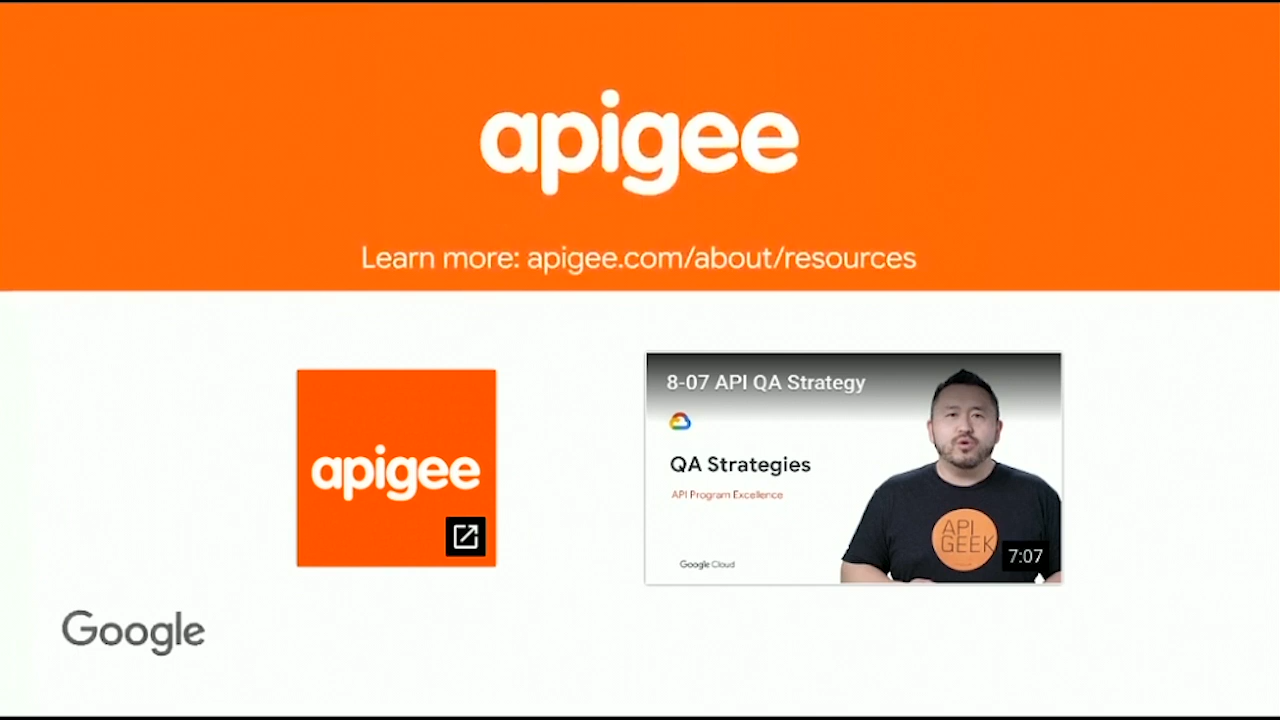 apigee
Learn more: apigee.com/about/resources
apigee
8-07 API QA Strategy
QA Strategies
API Program Excellence
API
GEEK
7:07
Google Cloud
Google